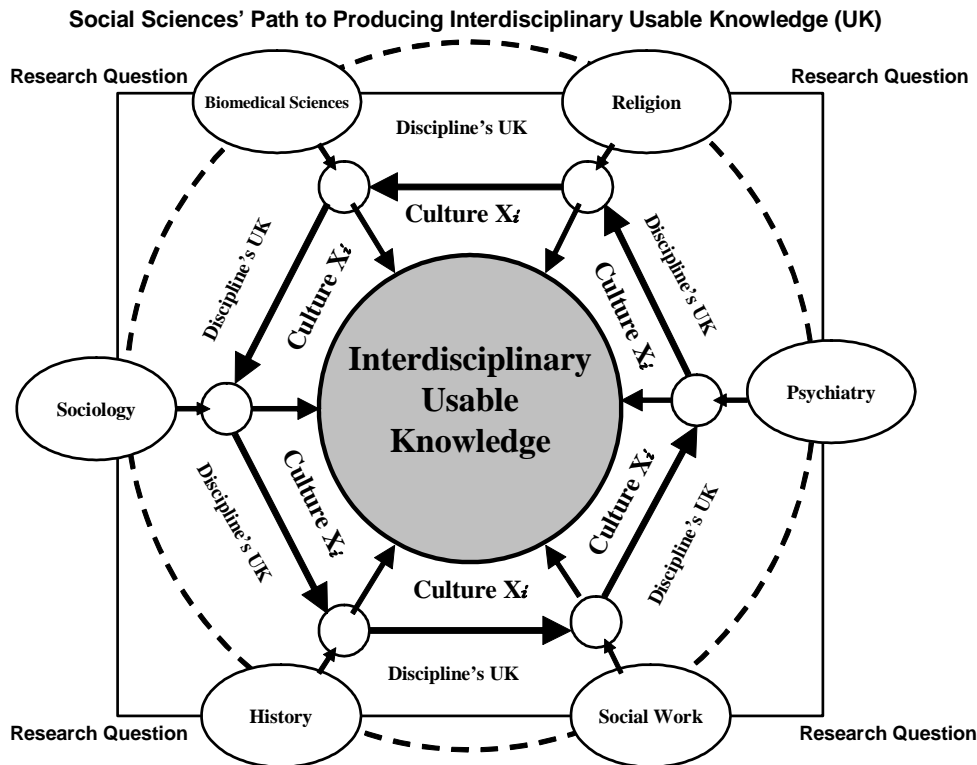 Social Sciences' Path to Producing Interdisciplinary Usable Knowledge (UK)
Research Question
Research Question
Biomedical Sciences
Religion
Discipline's UK
Culture Xi
Discipline's UK
Culture Xi
Discipline's UK
Culture Xi
Interdisciplinary
Usable
Knowledge
Sociology
Psychiatry
Discipline's UK
Culture Xi
Culture Xi
Discipline's UK
Culture Xi
Discipline's UK
History
Social Work
Research Question
Research Question